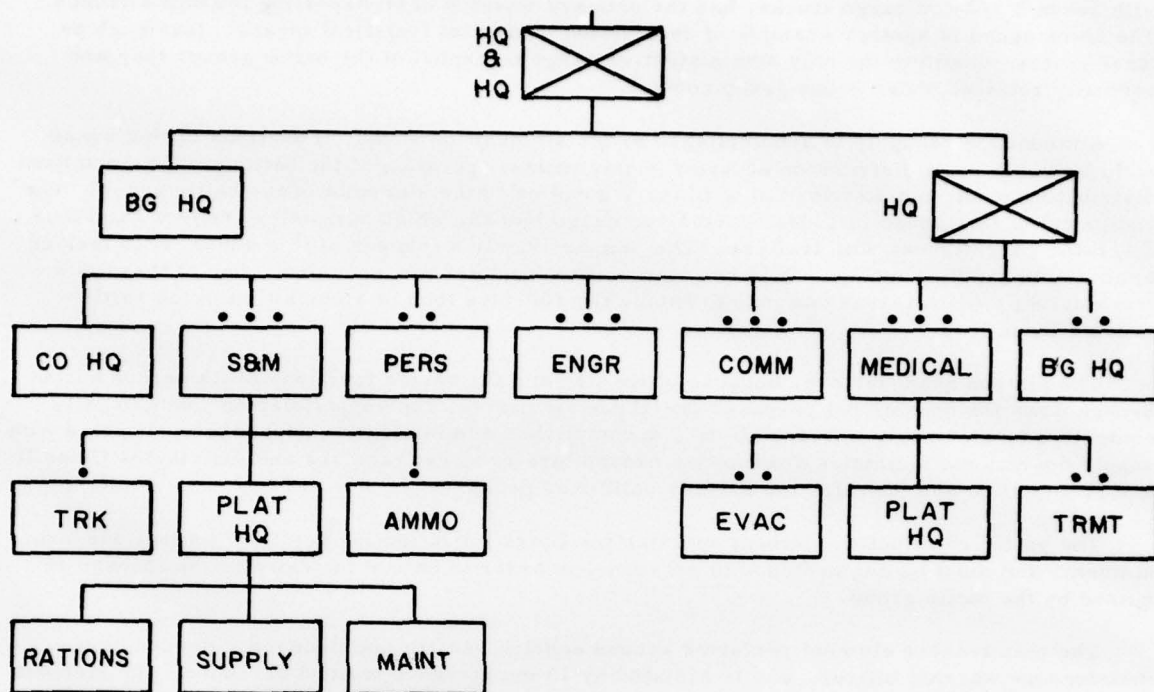 HQ
&
HQ
BG HQ
HQ
CO HQ
S&M
PERS
ENGR
COMM
MEDICAL
BG HQ
TRK
PLAT
HQ
AMMO
EVAC
PLAT
HQ
TRMT
RATIONS
SUPPLY
MAINT